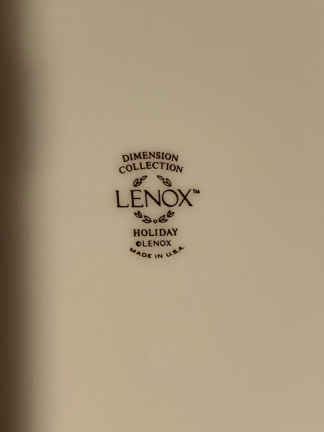 DIMENSION
COLLECTION
LENOX™
HOLIDAY
©LENOX
MADE IN U.S.A.